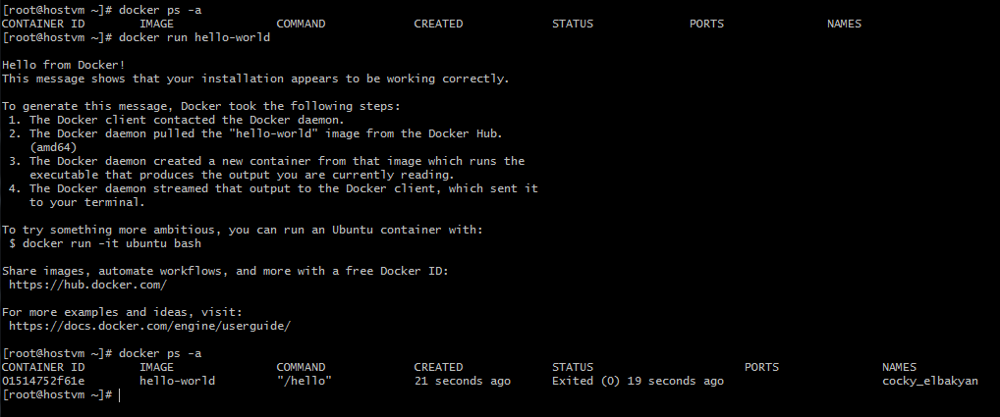 [root@hostvm ~]# docker ps -a
CONTAINER ID        IMAGE               COMMAND             CREATED             STATUS              PORTS               NAMES
[root@hostvm ~]# docker run hello-world

Hello from Docker!
This message shows that your installation appears to be working correctly.

To generate this message, Docker took the following steps:
 1. The Docker client contacted the Docker daemon.
 2. The Docker daemon pulled the "hello-world" image from the Docker Hub.
    (amd64)
 3. The Docker daemon created a new container from that image which runs the
    executable that produces the output you are currently reading.
 4. The Docker daemon streamed that output to the Docker client, which sent it
    to your terminal.

To try something more ambitious, you can run an Ubuntu container with:
 $ docker run -it ubuntu bash

Share images, automate workflows, and more with a free Docker ID:
 https://hub.docker.com/

For more examples and ideas, visit:
 https://docs.docker.com/engine/userguide/

[root@hostvm ~]# docker ps -a
CONTAINER ID        IMAGE               COMMAND             CREATED             STATUS                      PORTS               NAMES
01514752f61e        hello-world         "/hello"            21 seconds ago      Exited (0) 19 seconds ago                       cocky_elbakyan
[root@hostvm ~]#